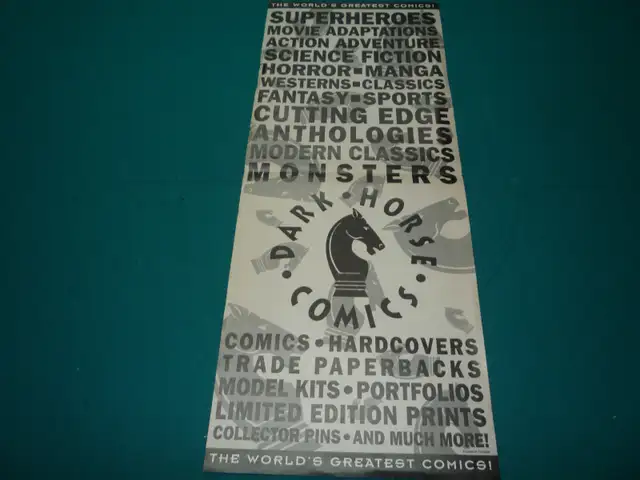 THE WORLD'S GREATEST COMICS!
SUPERHEROES
MOVIE ADAPTATIONS
ACTION ADVENTURE
SCIENCE FICTION
HORROR▪MANGA
WESTERNS▪CLASSICS
FANTASY▪SPORTS
CUTTING EDGE
ANTHOLOGIES
MODERN CLASSICS
MONSTERS
DARK•HORSE
•COMICS•
COMICS•HARDCOVERS
TRADE PAPERBACKS
MODEL KITS•PORTFOLIOS
LIMITED EDITION PRINTS
COLLECTOR PINS•AND MUCH MORE!
THE WORLD'S GREATEST COMICS!